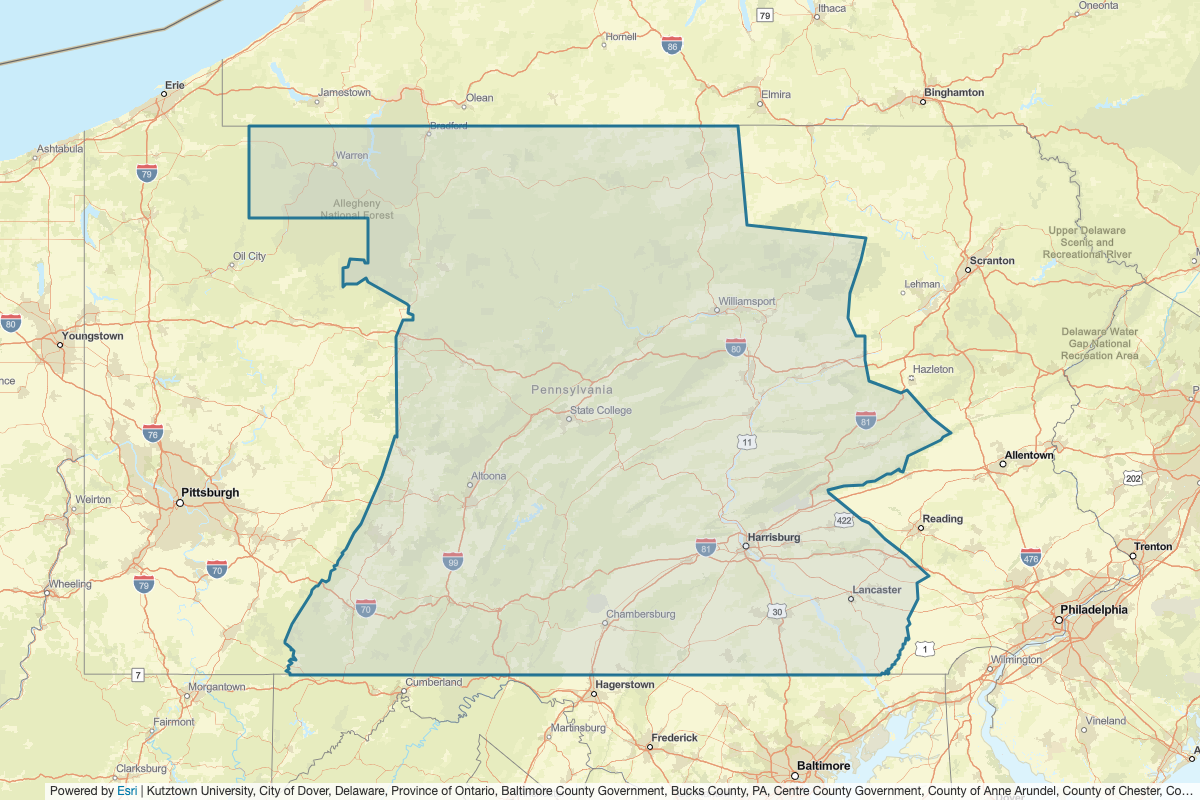 Ithaca
Oneonta
79
Hornell
86
Erie
Jamestown
Olean
Elmira
Binghamton
Bradford
Ashtabula
Warren
79
Allegheny
National Forest
Upper Delaware
Scenic and
Recreational River
Oil City
Scranton
Lehman
Williamsport
80
Youngstown
80
Delaware Water
Gap National
Recreation Area
Hazleton
nce
Pennsylvania
State College
81
76
11
Allentown
Altoona
202
Pittsburgh
Weirton
422
Reading
Harrisburg
81
Trenton
99
476
70
79
Wheeling
Lancaster
70
30
Chambersburg
Philadelphia
1
Wilmington
7
Cumberland
Hagerstown
Morgantown
Fairmont
Martinsburg
Vineland
Frederick
Clarksburg
Baltimore
Powered by Esri | Kutztown University, City of Dover, Delaware, Province of Ontario, Baltimore County Government, Bucks County, PA, Centre County Government, County of Anne Arundel, County of Chester, Co...